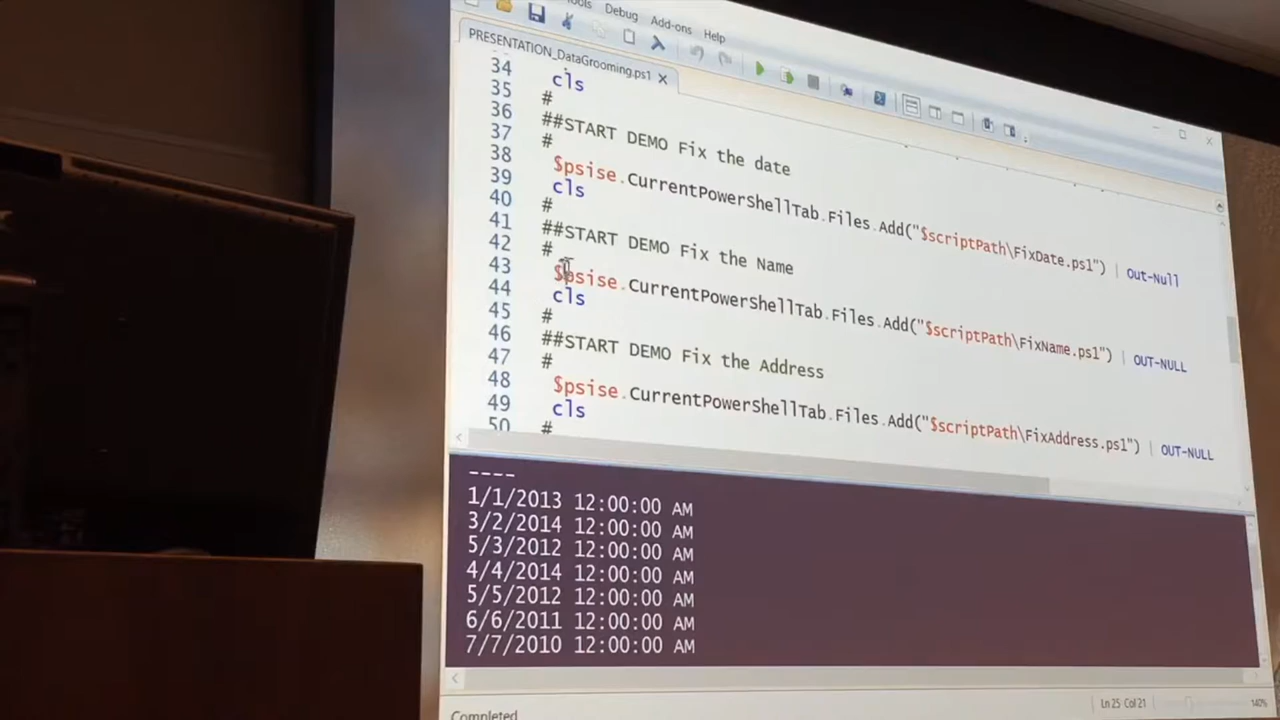 Tools Debug Add-ons Help
PRESENTATION_DataGrooming.ps1
34
35 cls
36 #
37 ##START DEMO Fix the date
38 #
39 $psise.CurrentPowerShellTab.Files.Add("$scriptPath\FixDate.ps1") | Out-Null
40 cls
41 #
42 ##START DEMO Fix the Name
43 #
44 $psise.CurrentPowerShellTab.Files.Add("$scriptPath\FixName.ps1") | OUT-NULL
45 cls
46 #
47 ##START DEMO Fix the Address
48 #
49 $psise.CurrentPowerShellTab.Files.Add("$scriptPath\FixAddress.ps1") | OUT-NULL
50 cls
#
----
1/1/2013 12:00:00 AM
3/2/2014 12:00:00 AM
5/3/2012 12:00:00 AM
4/4/2014 12:00:00 AM
5/5/2012 12:00:00 AM
6/6/2011 12:00:00 AM
7/7/2010 12:00:00 AM
Completed
Ln 25 Col 21
140%